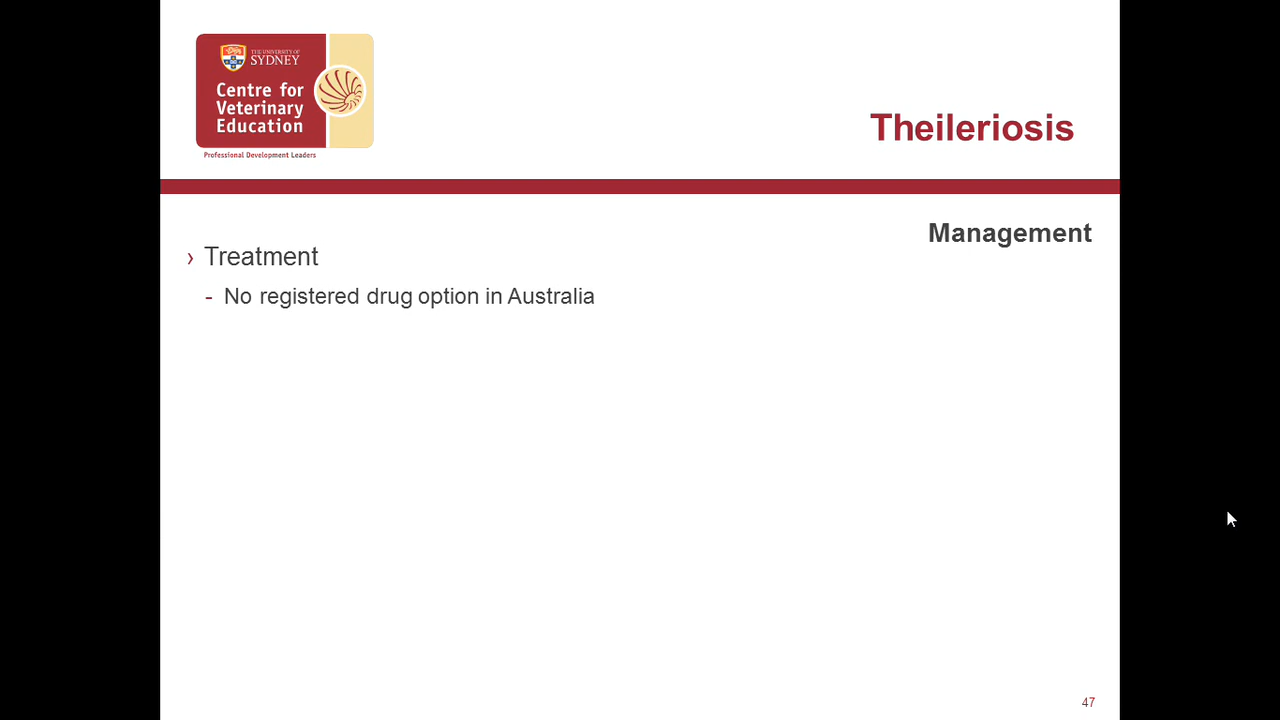 THE UNIVERSITY OF
SYDNEY
Centre for
Veterinary
Education
Professional Development Leaders
Theileriosis
Management
› Treatment
- No registered drug option in Australia
47